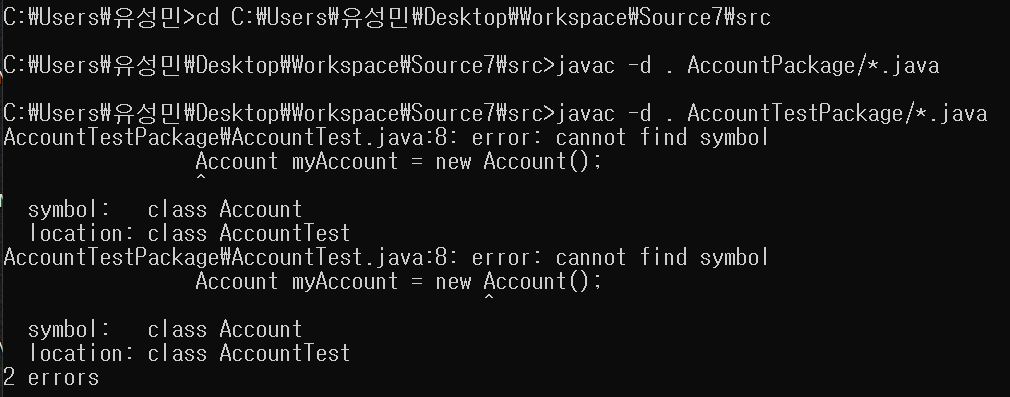 C:₩Users₩유성민>cd C:₩Users₩유성민₩Desktop₩Workspace₩Source7₩src
C:₩Users₩유성민₩Desktop₩Workspace₩Source7₩src>javac -d . AccountPackage/*.java
C:₩Users₩유성민₩Desktop₩Workspace₩Source7₩src>javac -d . AccountTestPackage/*.java
AccountTestPackage₩AccountTest.java:8: error: cannot find symbol
                Account myAccount = new Account();
                ^
  symbol:   class Account
  location: class AccountTest
AccountTestPackage₩AccountTest.java:8: error: cannot find symbol
                Account myAccount = new Account();
                                        ^
  symbol:   class Account
  location: class AccountTest
2 errors